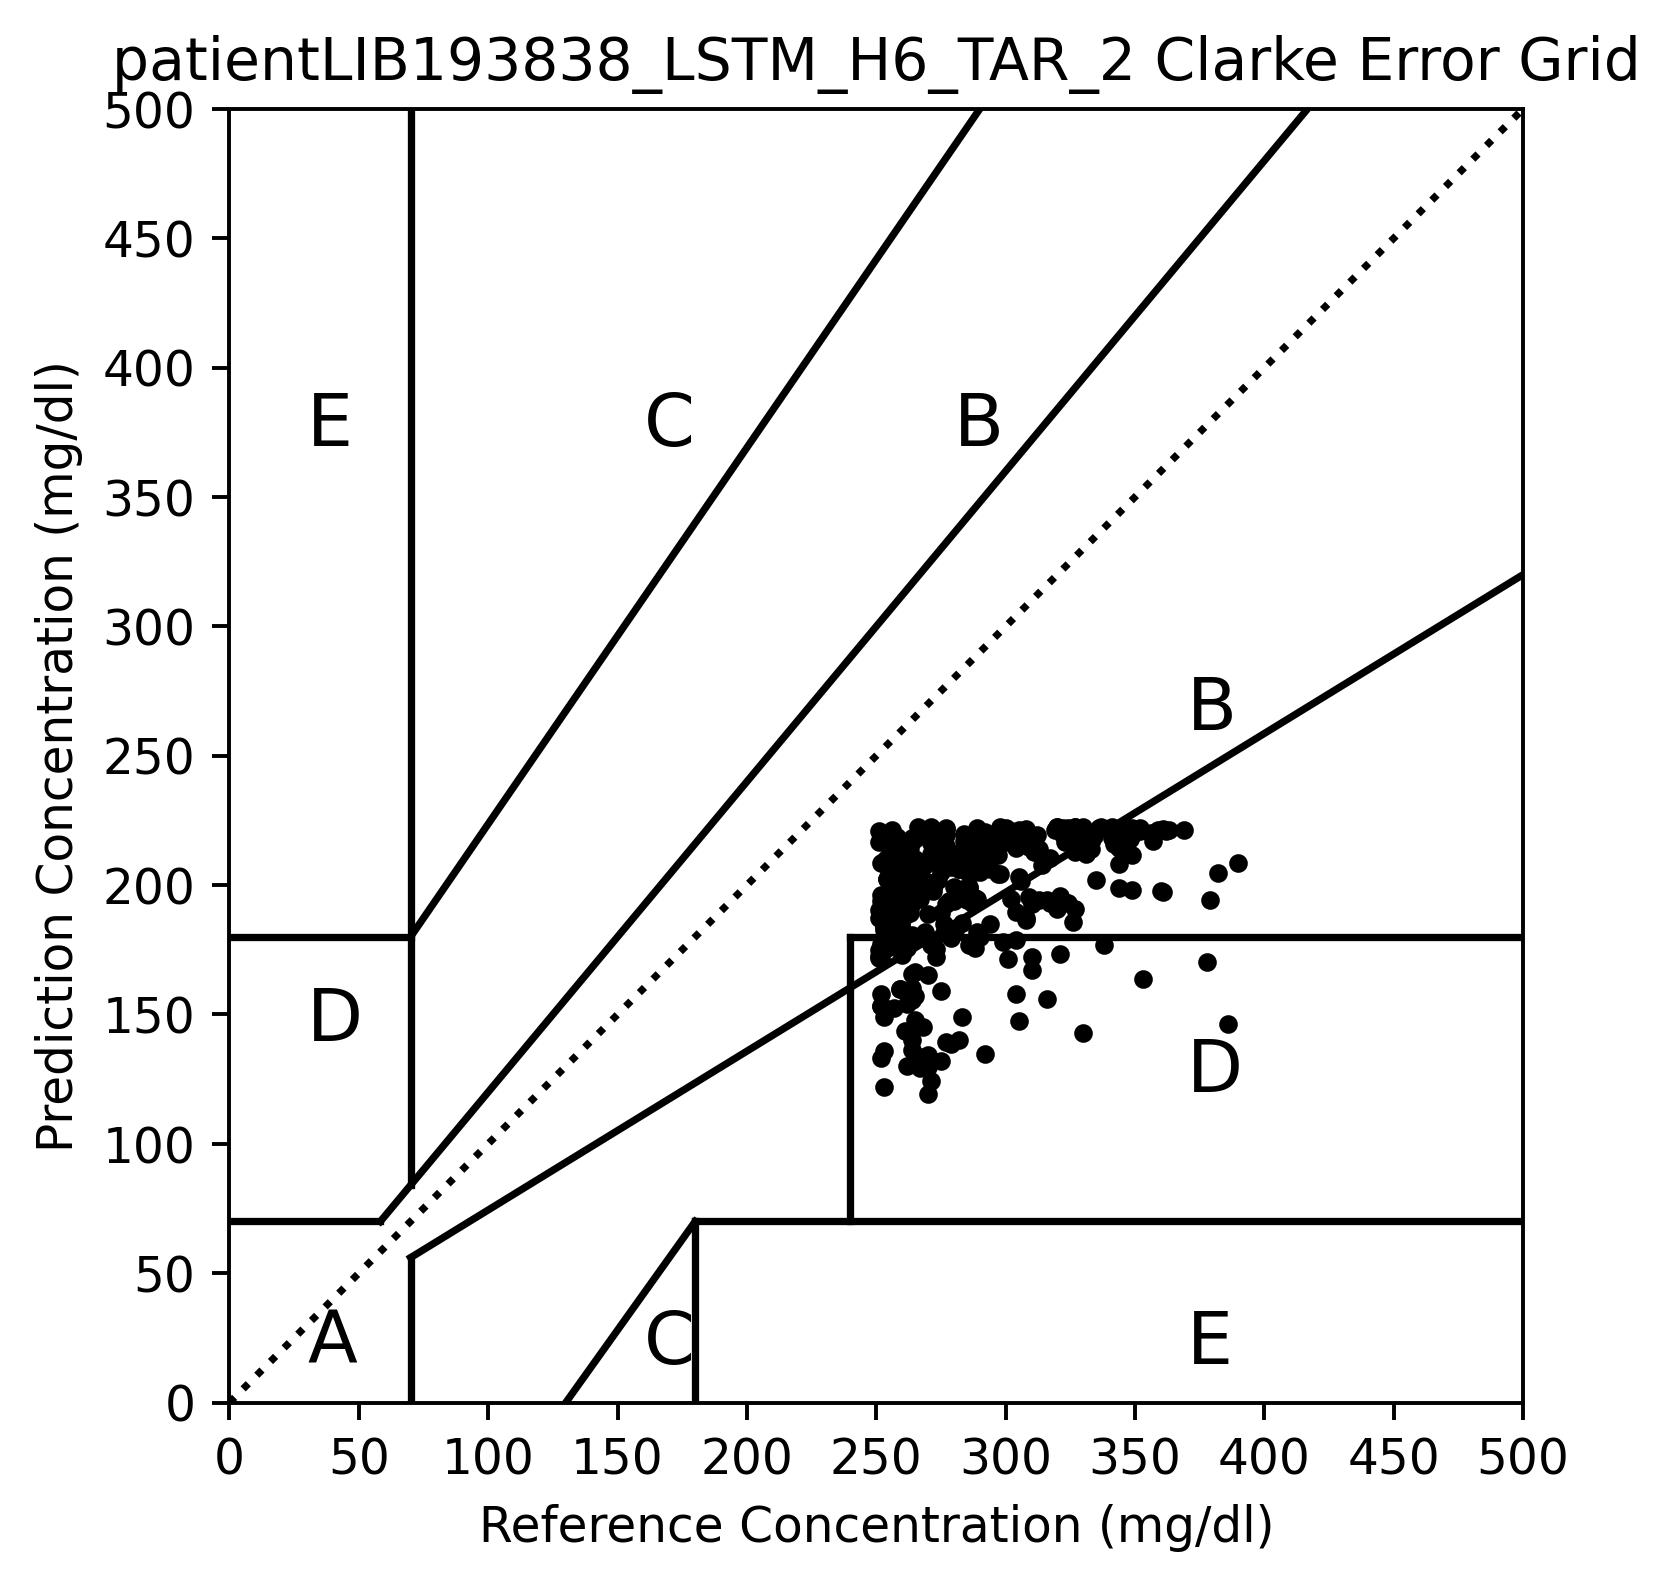 patientLIB193838_LSTM_H6_TAR_2 Clarke Error Grid
500
450
400
350
300
250
200
150
100
50
0
Prediction Concentration (mg/dl)
E
C
B
B
D
D
A
C
E
0 50 100 150 200 250 300 350 400 450 500
Reference Concentration (mg/dl)